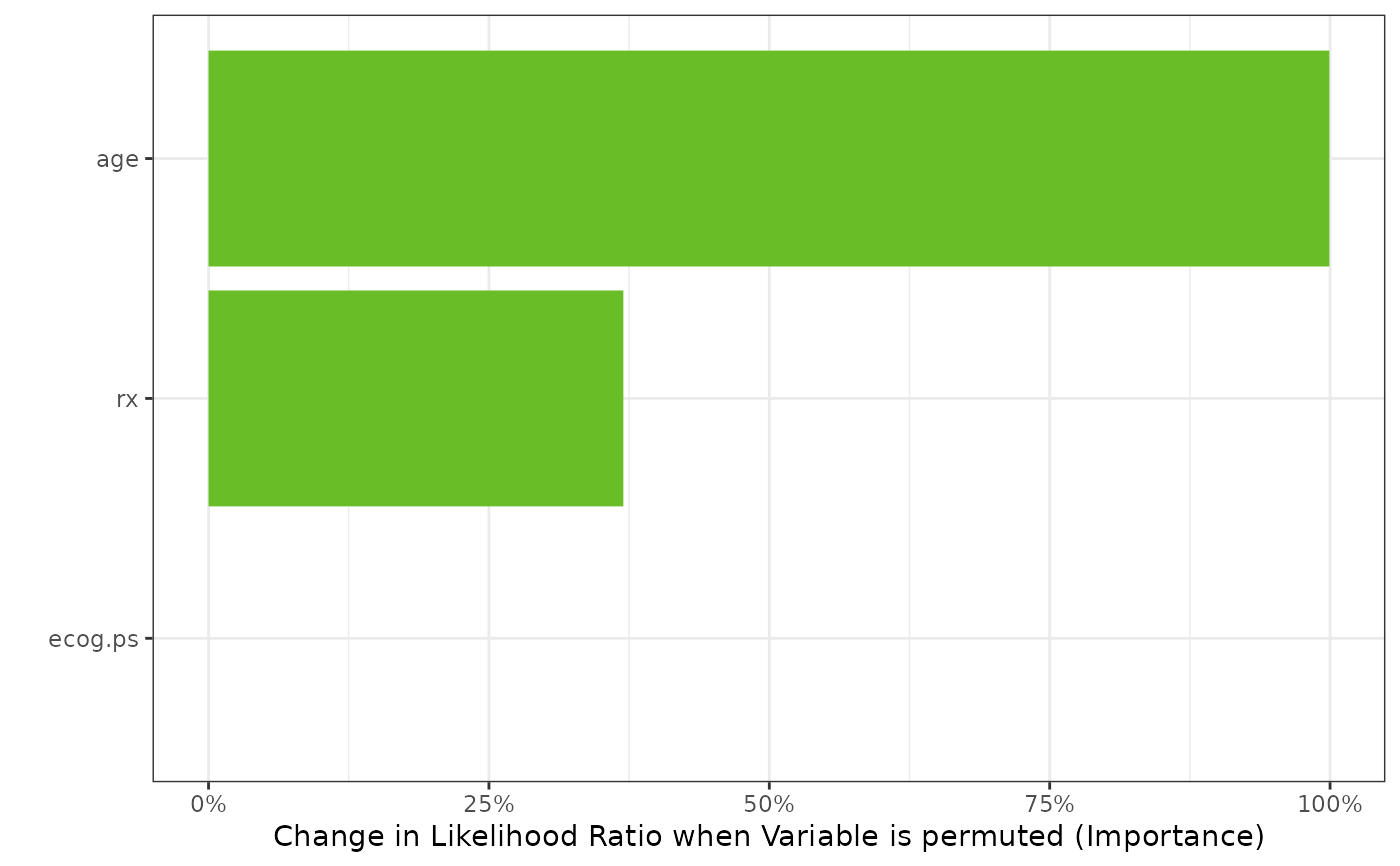 age
rx
ecog.ps
0% 25% 50% 75% 100%
Change in Likelihood Ratio when Variable is permuted (Importance)